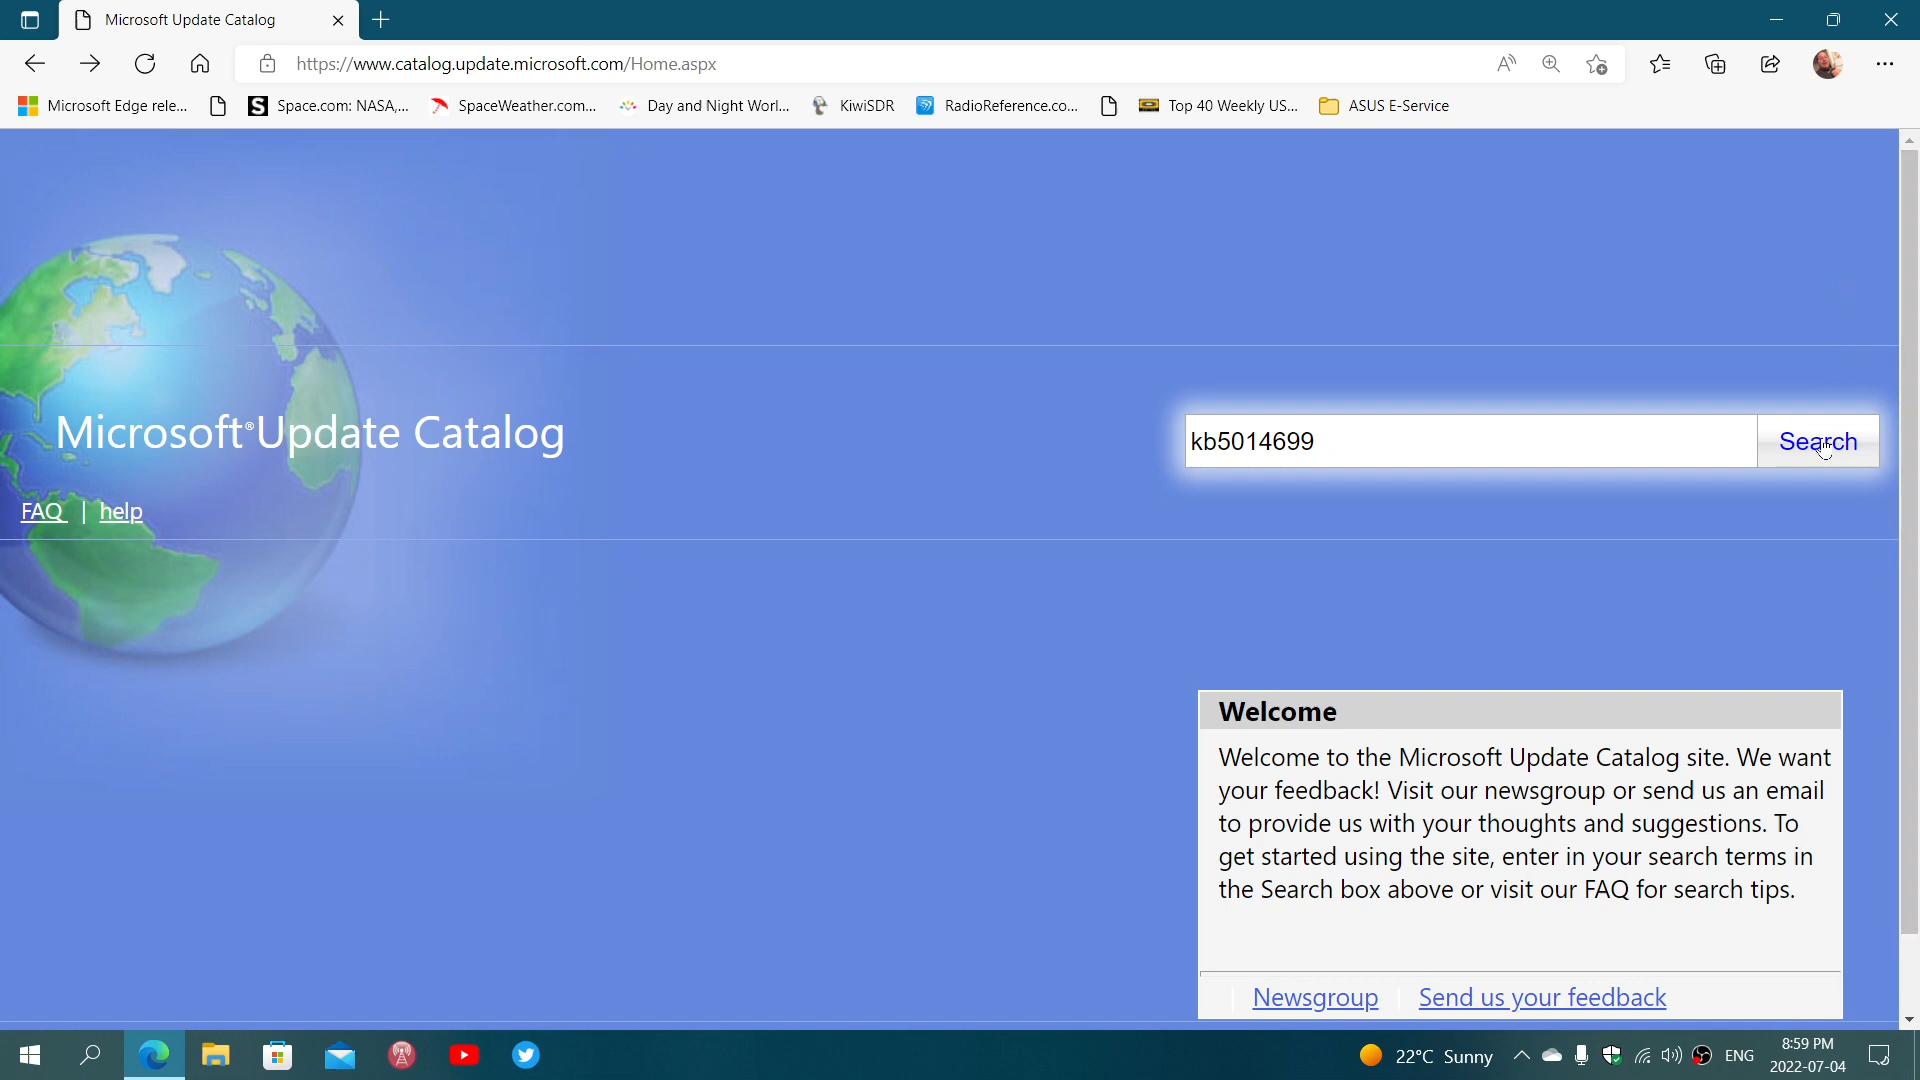 Microsoft Update Catalog
https://www.catalog.update.microsoft.com/Home.aspx
Microsoft Edge rele...
Space.com: NASA,...
SpaceWeather.com...
Day and Night Worl...
KiwiSDR
RadioReference.co...
Top 40 Weekly US...
ASUS E-Service
Microsoft®Update Catalog
kb5014699
Search
FAQ | help
Welcome
Welcome to the Microsoft Update Catalog site. We want
your feedback! Visit our newsgroup or send us an email
to provide us with your thoughts and suggestions. To
get started using the site, enter in your search terms in
the Search box above or visit our FAQ for search tips.
Newsgroup
Send us your feedback
22°C Sunny
ENG
8:59 PM
2022-07-04